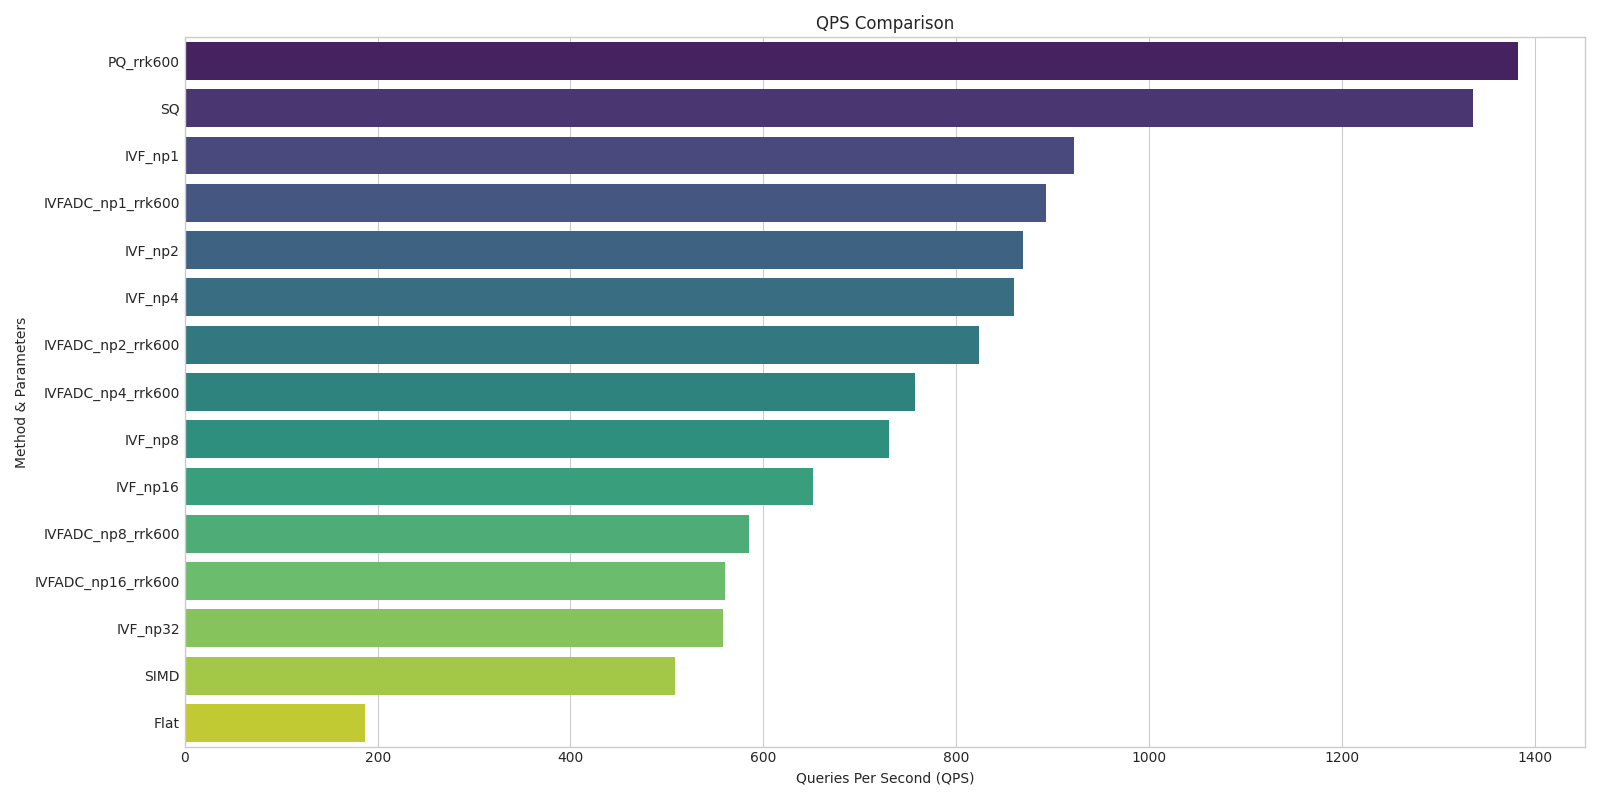 QPS Comparison
PQ_rrk600
SQ
IVF_np1
IVFADC_np1_rrk600
IVF_np2
IVF_np4
IVFADC_np2_rrk600
IVFADC_np4_rrk600
IVF_np8
IVF_np16
IVFADC_np8_rrk600
IVFADC_np16_rrk600
IVF_np32
SIMD
Flat
Method & Parameters
0 200 400 600 800 1000 1200 1400
Queries Per Second (QPS)